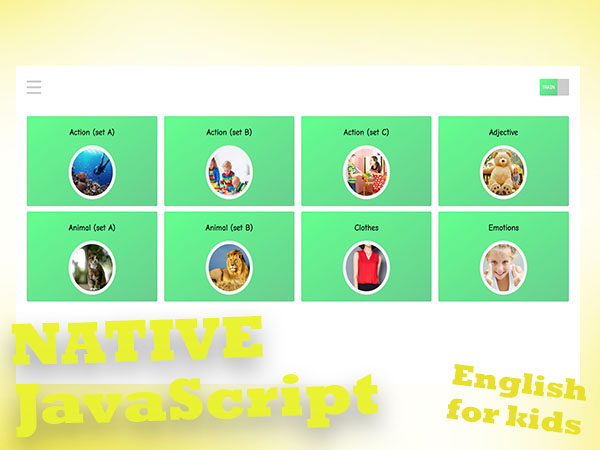 TRAIN
Action (set A)
Action (set B)
Action (set C)
Adjective
Animal (set A)
Animal (set B)
Clothes
Emotions
NATIVE
JavaScript
English
for kids